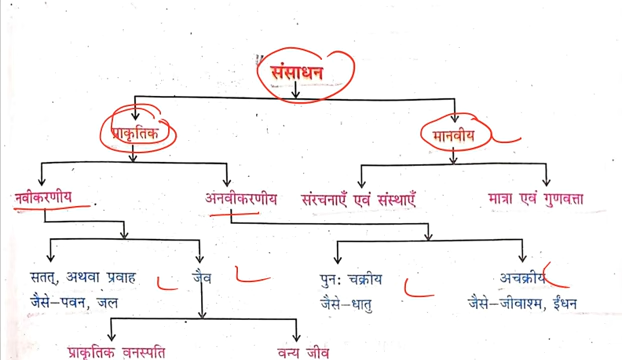 संसाधन
प्राकृतिक
मानवीय
नवीकरणीय
अनवीकरणीय
संरचनाएँ एवं संस्थाएँ
मात्रा एवं गुणवत्ता
सतत्, अथवा प्रवाह
जैसे–पवन, जल
जैव
पुनः चक्रीय
जैसे–धातु
अचक्रीय
जैसे–जीवाश्म, ईंधन
प्राकृतिक वनस्पति
वन्य जीव